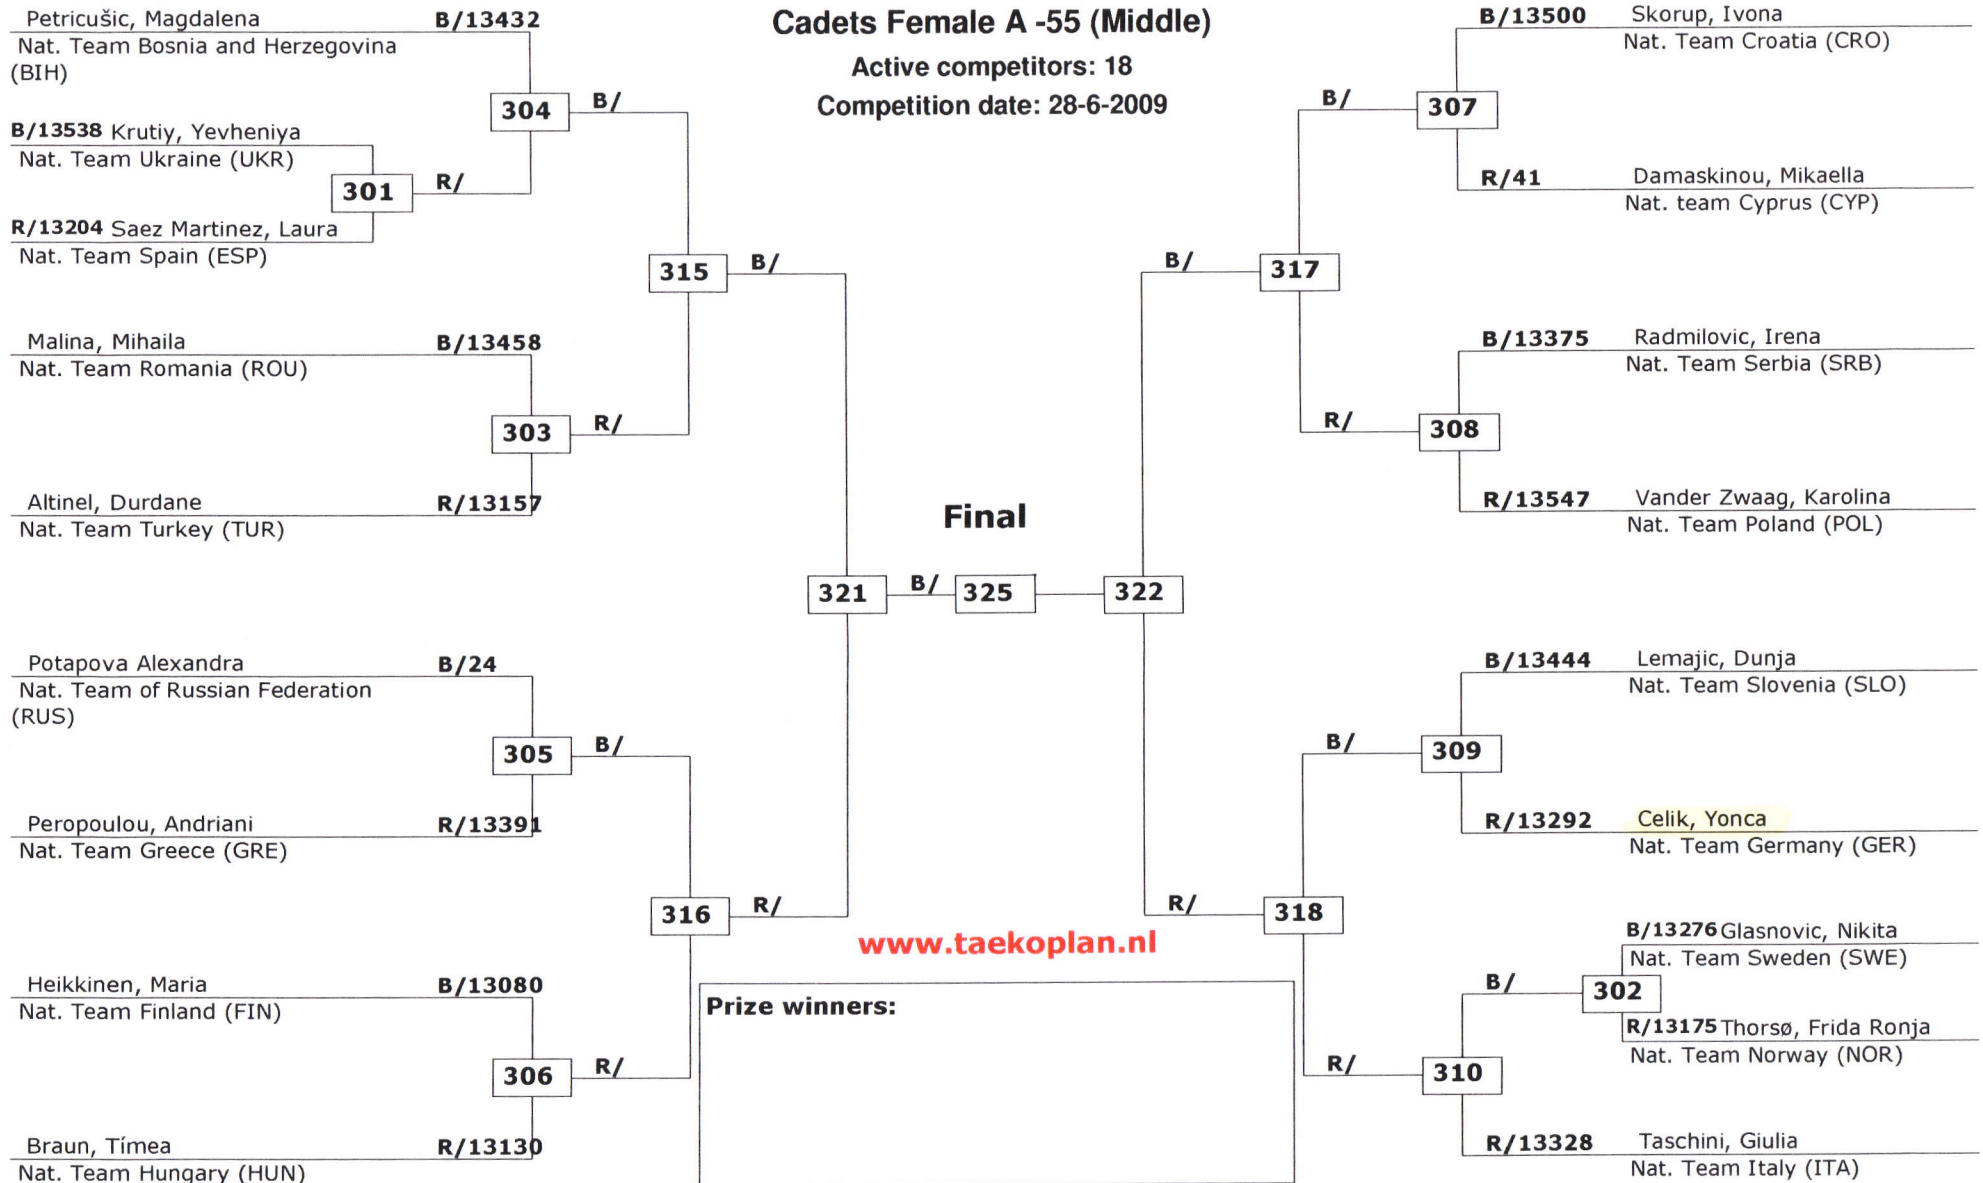 Cadets Female A -55 (Middle)
Active competitors: 18
Competition date: 28-6-2009
Petricušic, Magdalena B/13432
Nat. Team Bosnia and Herzegovina
(BIH)
304 B/
B/13538 Krutiy, Yevheniya
Nat. Team Ukraine (UKR)
301 R/
R/13204 Saez Martinez, Laura
Nat. Team Spain (ESP)
315 B/
Malina, Mihaila B/13458
Nat. Team Romania (ROU)
303 R/
Altinel, Durdane R/13157
Nat. Team Turkey (TUR)
Final
321 B/ 325 322
Potapova Alexandra B/24
Nat. Team of Russian Federation
(RUS)
305 B/
Peropoulou, Andriani R/13391
Nat. Team Greece (GRE)
316 R/
Heikkinen, Maria B/13080
Nat. Team Finland (FIN)
306 R/
Braun, Tímea R/13130
Nat. Team Hungary (HUN)
B/13500 Skorup, Ivona
Nat. Team Croatia (CRO)
B/ 307
R/41 Damaskinou, Mikaella
Nat. team Cyprus (CYP)
B/ 317
B/13375 Radmilovic, Irena
Nat. Team Serbia (SRB)
R/ 308
R/13547 Vander Zwaag, Karolina
Nat. Team Poland (POL)
B/13444 Lemajic, Dunja
Nat. Team Slovenia (SLO)
B/ 309
R/13292 Celik, Yonca
Nat. Team Germany (GER)
R/ 318
B/13276 Glasnovic, Nikita
Nat. Team Sweden (SWE)
B/ 302
R/13175 Thorsø, Frida Ronja
Nat. Team Norway (NOR)
R/ 310
R/13328 Taschini, Giulia
Nat. Team Italy (ITA)
www.taekoplan.nl
Prize winners: